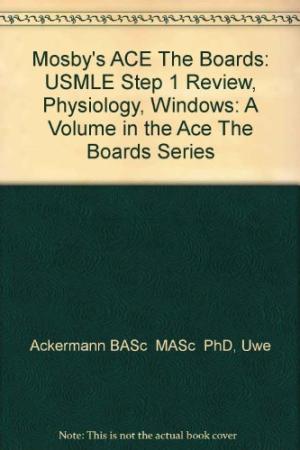 Mosby's ACE The Boards:
USMLE Step 1 Review,
Physiology, Windows: A
Volume in the Ace The
Boards Series
Ackermann BASc  MASc  PhD, Uwe
Note: This is not the actual book cover